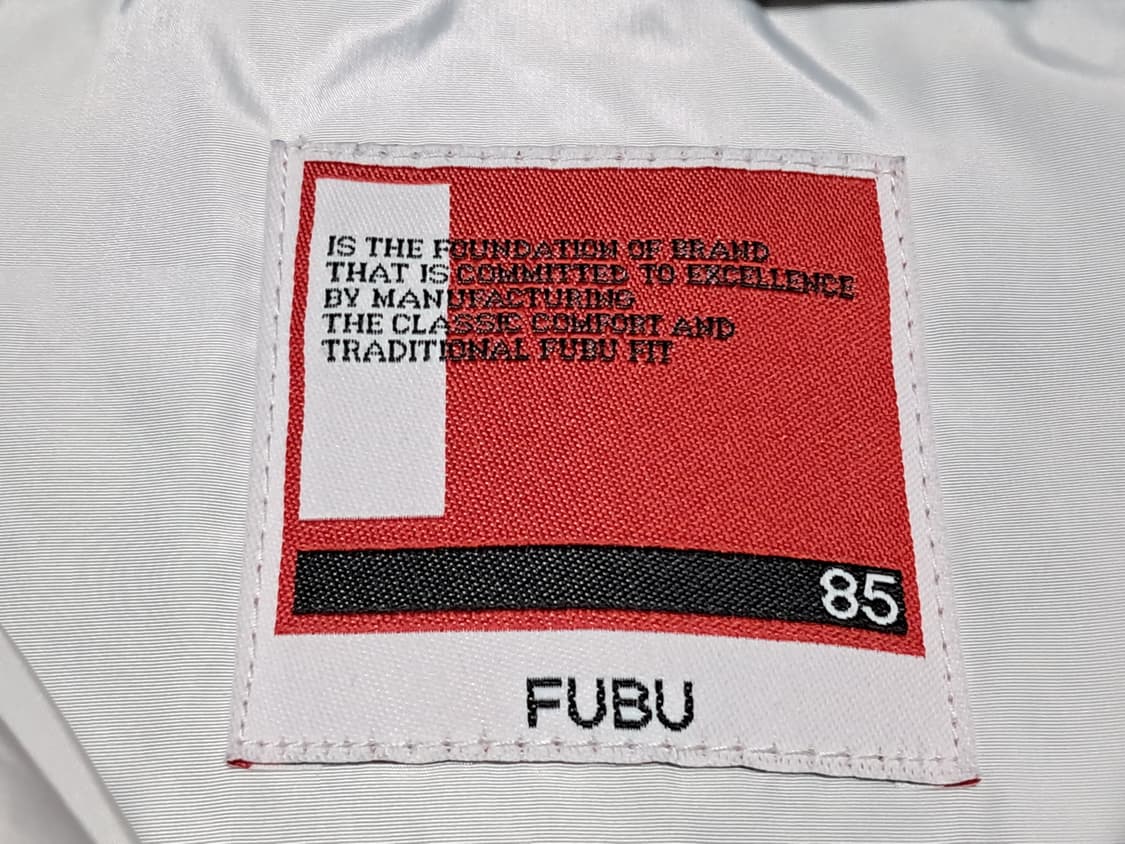 IS THE FOUNDATION OF BRAND
THAT IS COMMITTED TO EXCELLENCE
BY MANUFACTURING
THE CLASSIC COMFORT AND
TRADITIONAL FUBU FIT
85
FUBU